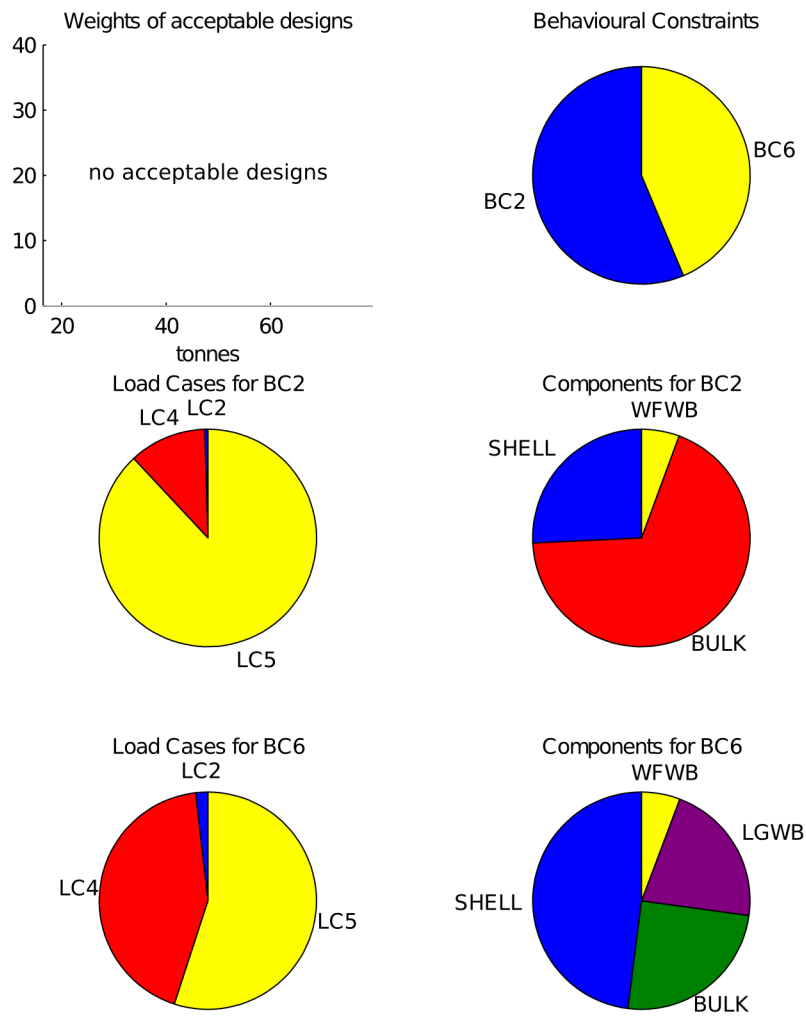 Weights of acceptable designs
40
30
20
10
0
no acceptable designs
20 40 60
tonnes
Behavioural Constraints
BC6
BC2
Load Cases for BC2
LC4
LC2
LC5
Components for BC2
WFWB
SHELL
BULK
Load Cases for BC6
LC2
LC4
LC5
Components for BC6
WFWB
LGWB
SHELL
BULK